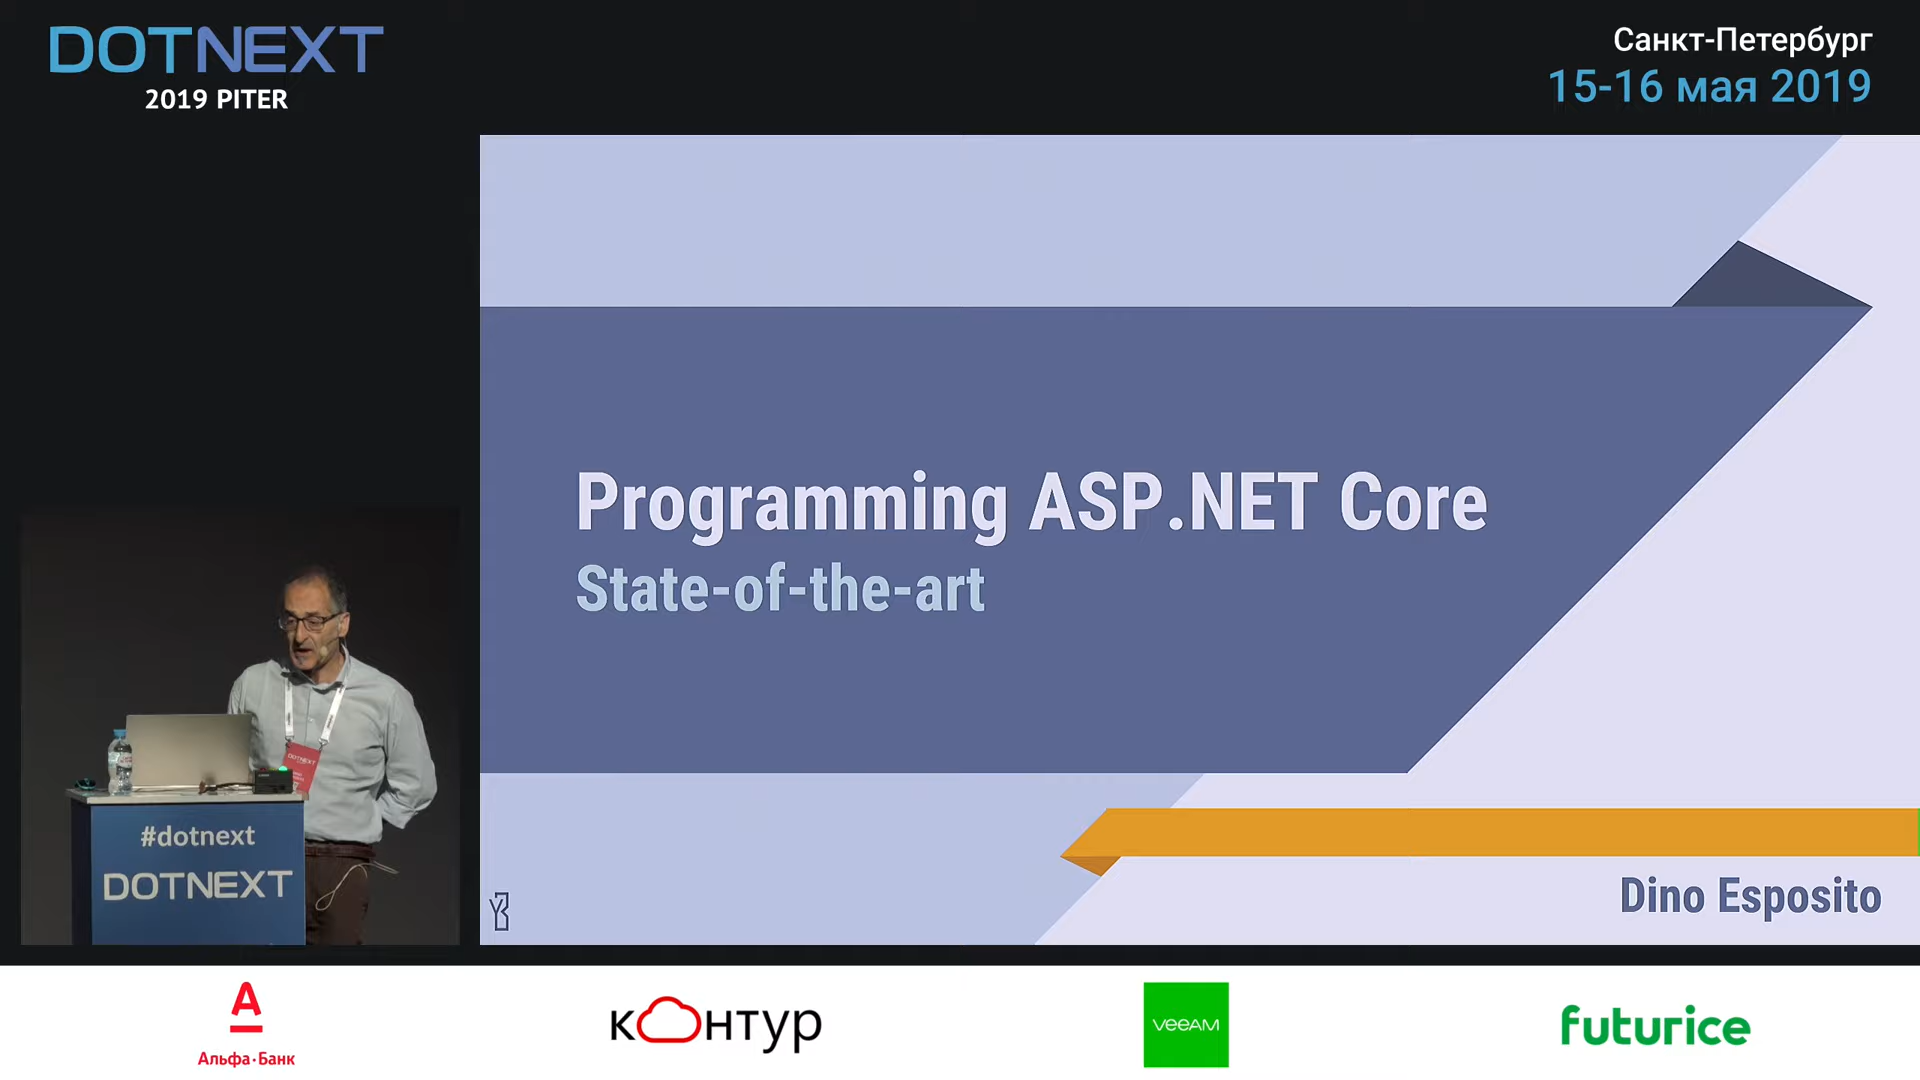 DOTNEXT
2019 PITER
Санкт-Петербург
15-16 мая 2019
Programming ASP.NET Core
State-of-the-art
Dino Esposito
DOTNEXT
#dotnext
DOTNEXT
А
Альфа·Банк
контур
veeAM
futurice